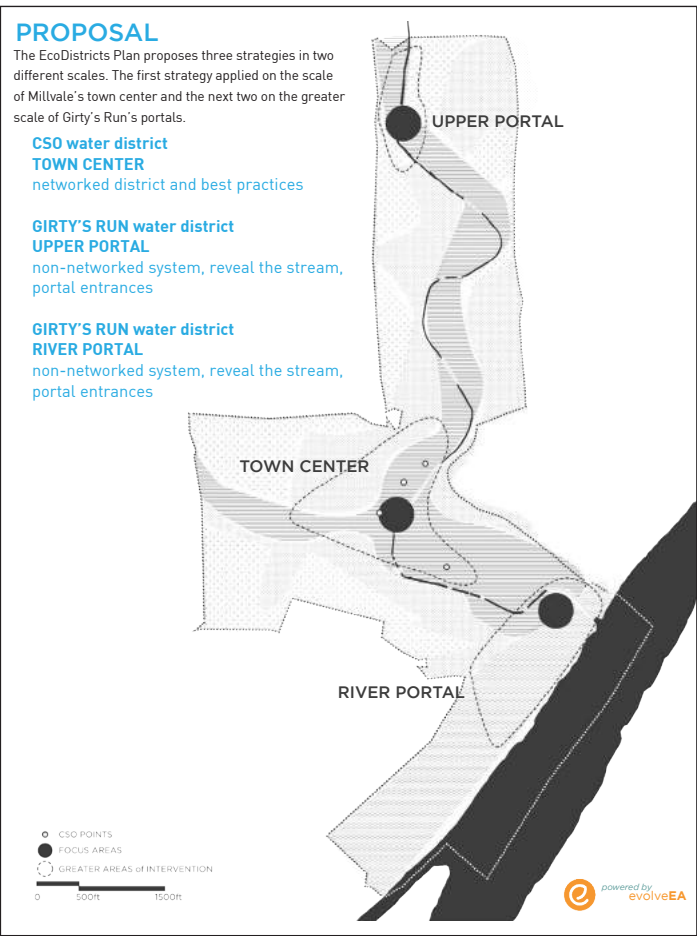 PROPOSAL
The EcoDistricts Plan proposes three strategies in two
different scales. The first strategy applied on the scale
of Millvale's town center and the next two on the greater
scale of Girty's Run's portals.
CSO water district
TOWN CENTER
networked district and best practices
GIRTY'S RUN water district
UPPER PORTAL
non-networked system, reveal the stream,
portal entrances
GIRTY'S RUN water district
RIVER PORTAL
non-networked system, reveal the stream,
portal entrances
UPPER PORTAL
TOWN CENTER
RIVER PORTAL
CSO POINTS
FOCUS AREAS
GREATER AREAS of INTERVENTION
0 500ft 1500ft
powered by
evolveEA